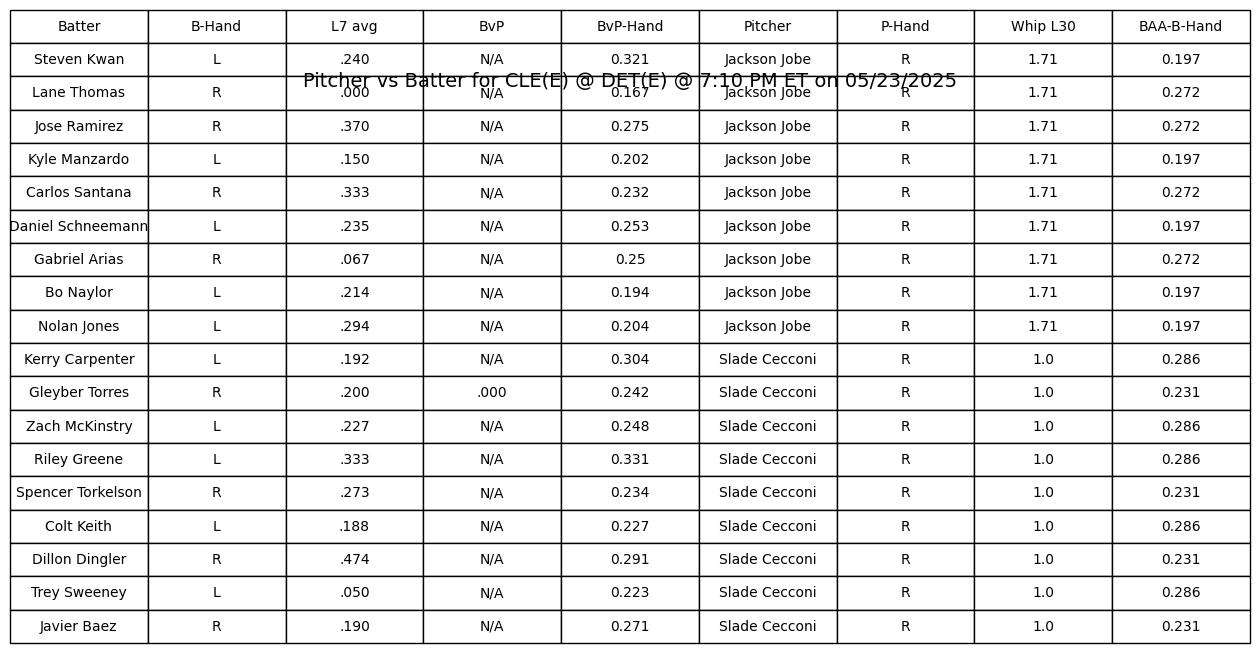 Batter B-Hand L7 avg BvP BvP-Hand Pitcher P-Hand Whip L30 BAA-B-Hand
Steven Kwan L .240 N/A 0.321 Jackson Jobe R 1.71 0.197
Pitcher vs Batter for CLE(E) @ DET(E) @ 7:10 PM ET on 05/23/2025
Lane Thomas R .000 N/A 0.167 Jackson Jobe R 1.71 0.272
Jose Ramirez R .370 N/A 0.275 Jackson Jobe R 1.71 0.272
Kyle Manzardo L .150 N/A 0.202 Jackson Jobe R 1.71 0.197
Carlos Santana R .333 N/A 0.232 Jackson Jobe R 1.71 0.272
Daniel Schneemann L .235 N/A 0.253 Jackson Jobe R 1.71 0.197
Gabriel Arias R .067 N/A 0.25 Jackson Jobe R 1.71 0.272
Bo Naylor L .214 N/A 0.194 Jackson Jobe R 1.71 0.197
Nolan Jones L .294 N/A 0.204 Jackson Jobe R 1.71 0.197
Kerry Carpenter L .192 N/A 0.304 Slade Cecconi R 1.0 0.286
Gleyber Torres R .200 .000 0.242 Slade Cecconi R 1.0 0.231
Zach McKinstry L .227 N/A 0.248 Slade Cecconi R 1.0 0.286
Riley Greene L .333 N/A 0.331 Slade Cecconi R 1.0 0.286
Spencer Torkelson R .273 N/A 0.234 Slade Cecconi R 1.0 0.231
Colt Keith L .188 N/A 0.227 Slade Cecconi R 1.0 0.286
Dillon Dingler R .474 N/A 0.291 Slade Cecconi R 1.0 0.231
Trey Sweeney L .050 N/A 0.223 Slade Cecconi R 1.0 0.286
Javier Baez R .190 N/A 0.271 Slade Cecconi R 1.0 0.231